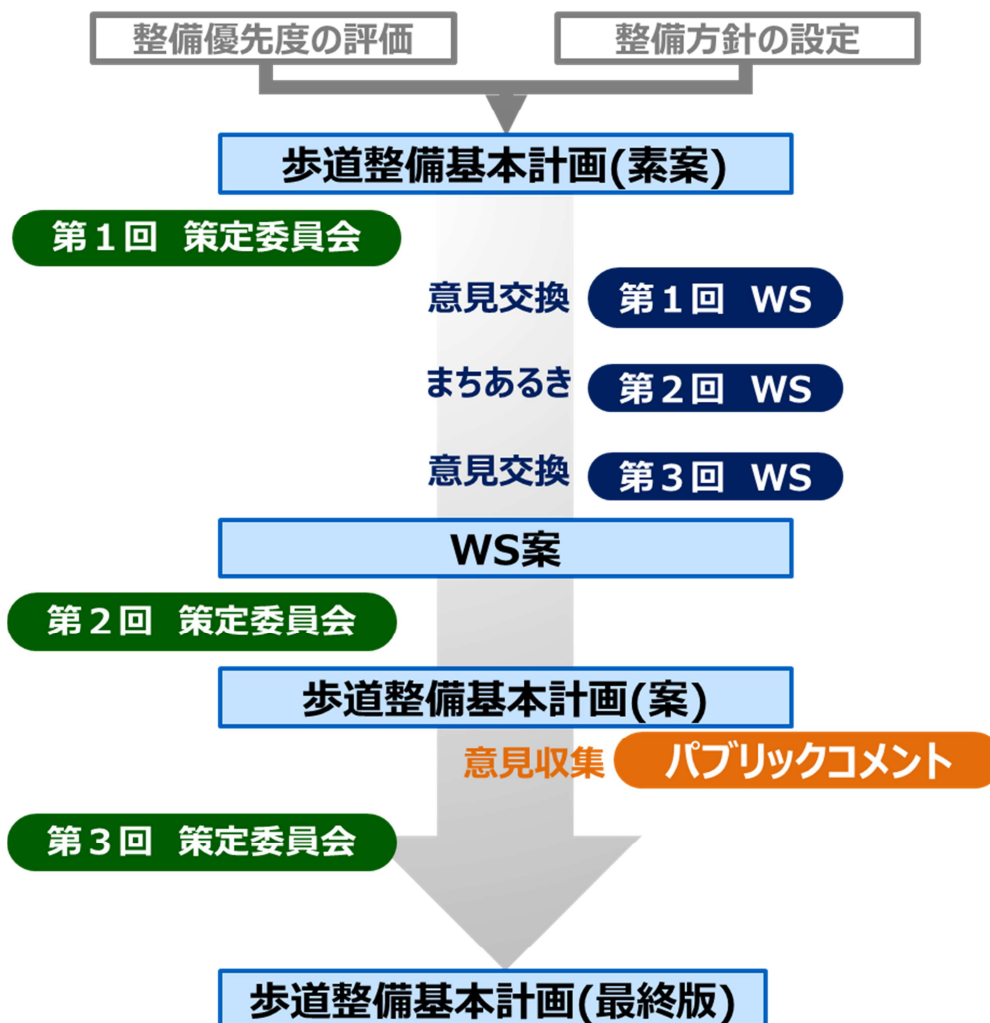 整備優先度の評価
整備方針の設定
歩道整備基本計画(素案)
第1回 策定委員会
意見交換 第1回 WS
まちあるき 第2回 WS
意見交換 第3回 WS
WS案
第2回 策定委員会
歩道整備基本計画(案)
意見収集 パブリックコメント
第3回 策定委員会
歩道整備基本計画(最終版)